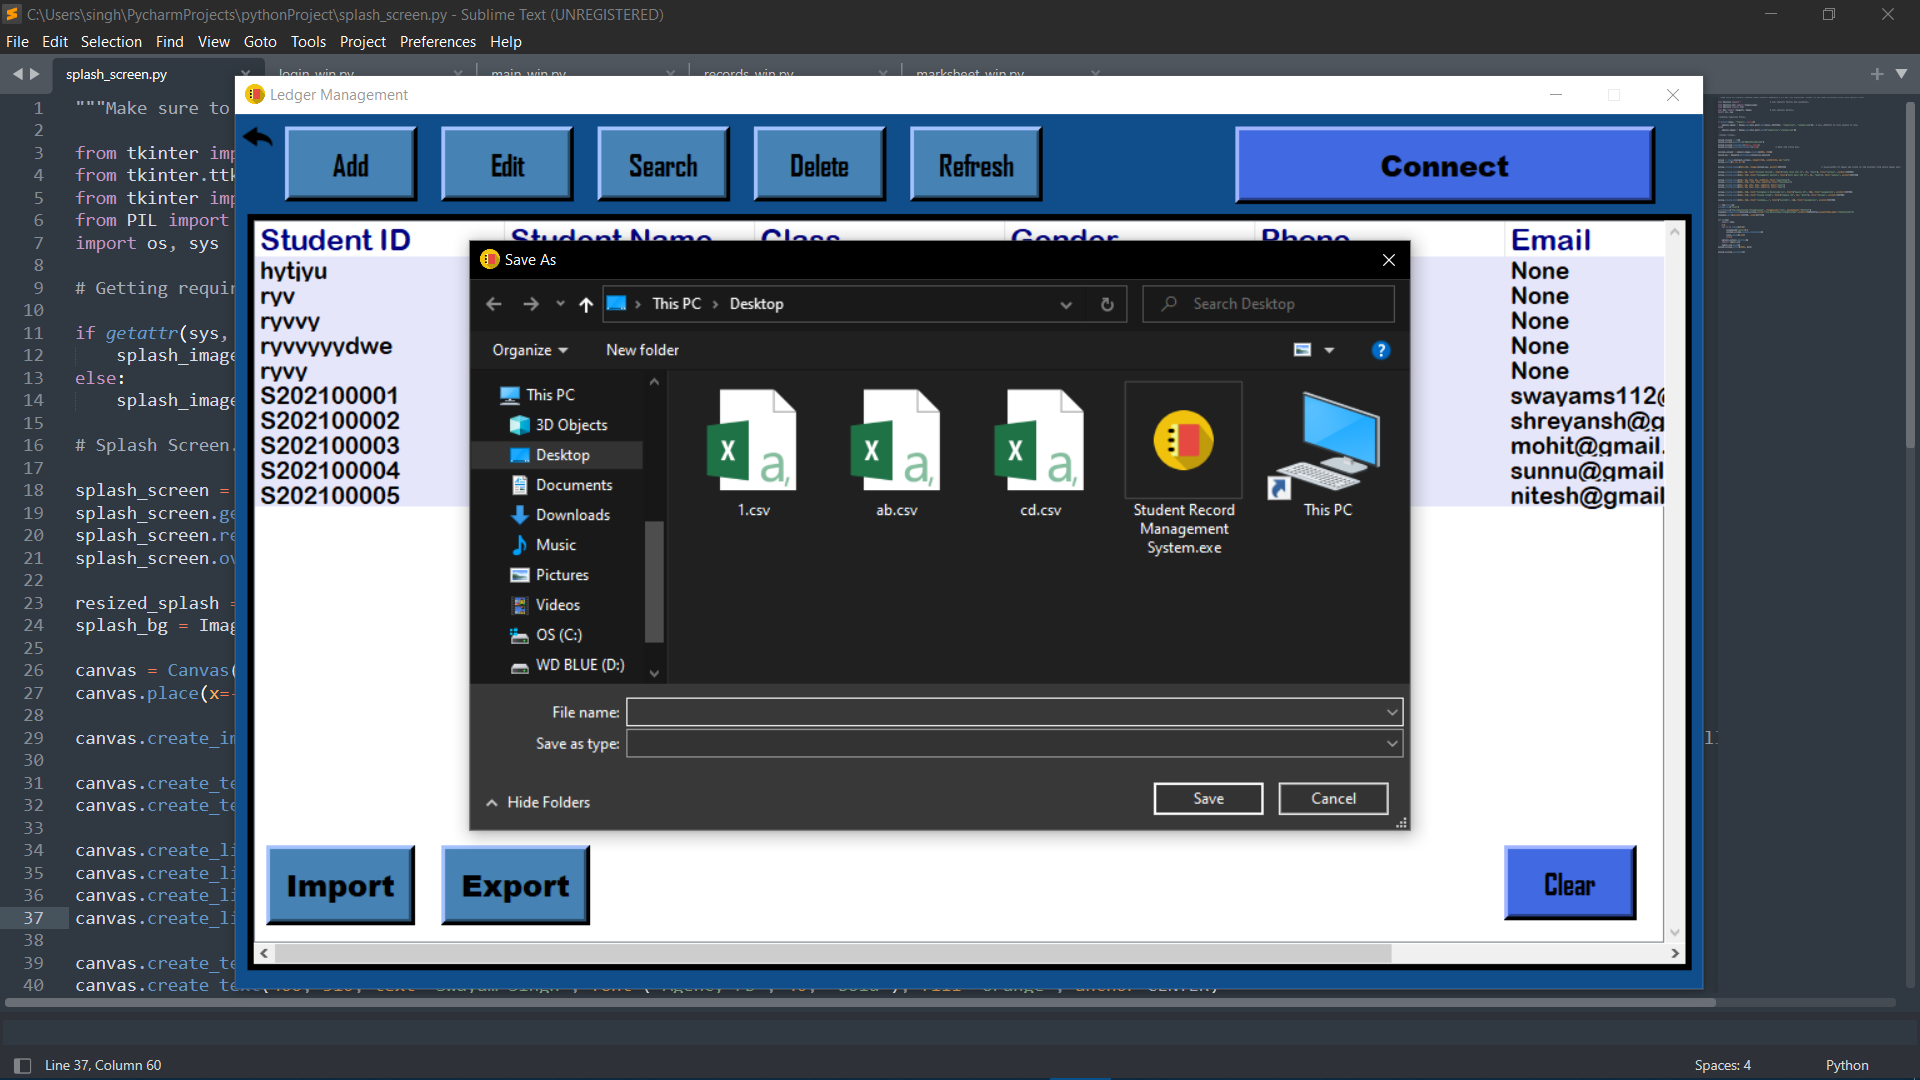 C:\Users\singh\PycharmProjects\pythonProject\splash_screen.py - Sublime Text (UNREGISTERED)
File Edit Selection Find View Goto Tools Project Preferences Help
splash_screen.py login_win.py main_win.py records_win.py marksheet_win.py
Ledger Management
Add Edit Search Delete Refresh Connect
Student ID Student Name Class Gender Phone Email
hytjyu None
ryv None
ryvvy None
ryvvyyydwe None
ryvy None
S202100001 swayams112@
S202100002 shreyansh@g
S202100003 mohit@gmail.
S202100004 sunnu@gmail
S202100005 nitesh@gmail
Import Export Clear
Save As
This PC Desktop Search Desktop
Organize New folder
This PC
3D Objects
Desktop
Documents
Downloads
Music
Pictures
Videos
OS (C:)
WD BLUE (D:)
1.csv ab.csv cd.csv Student Record Management System.exe This PC
File name:
Save as type:
Hide Folders Save Cancel
1 """Make sure to
2
3 from tkinter imp
4 from tkinter.ttk
5 from tkinter imp
6 from PIL import
7 import os, sys
8
9 # Getting requir
10
11 if getattr(sys,
12 splash_image
13 else:
14 splash_image
15
16 # Splash Screen.
17
18 splash_screen =
19 splash_screen.ge
20 splash_screen.re
21 splash_screen.ov
22
23 resized_splash =
24 splash_bg = Imag
25
26 canvas = Canvas(
27 canvas.place(x=-
28
29 canvas.create_im
30
31 canvas.create_te
32 canvas.create_te
33
34 canvas.create_li
35 canvas.create_li
36 canvas.create_li
37 canvas.create_li
38
39 canvas.create_te
40 canvas.create_te
Line 37, Column 60 Spaces: 4 Python